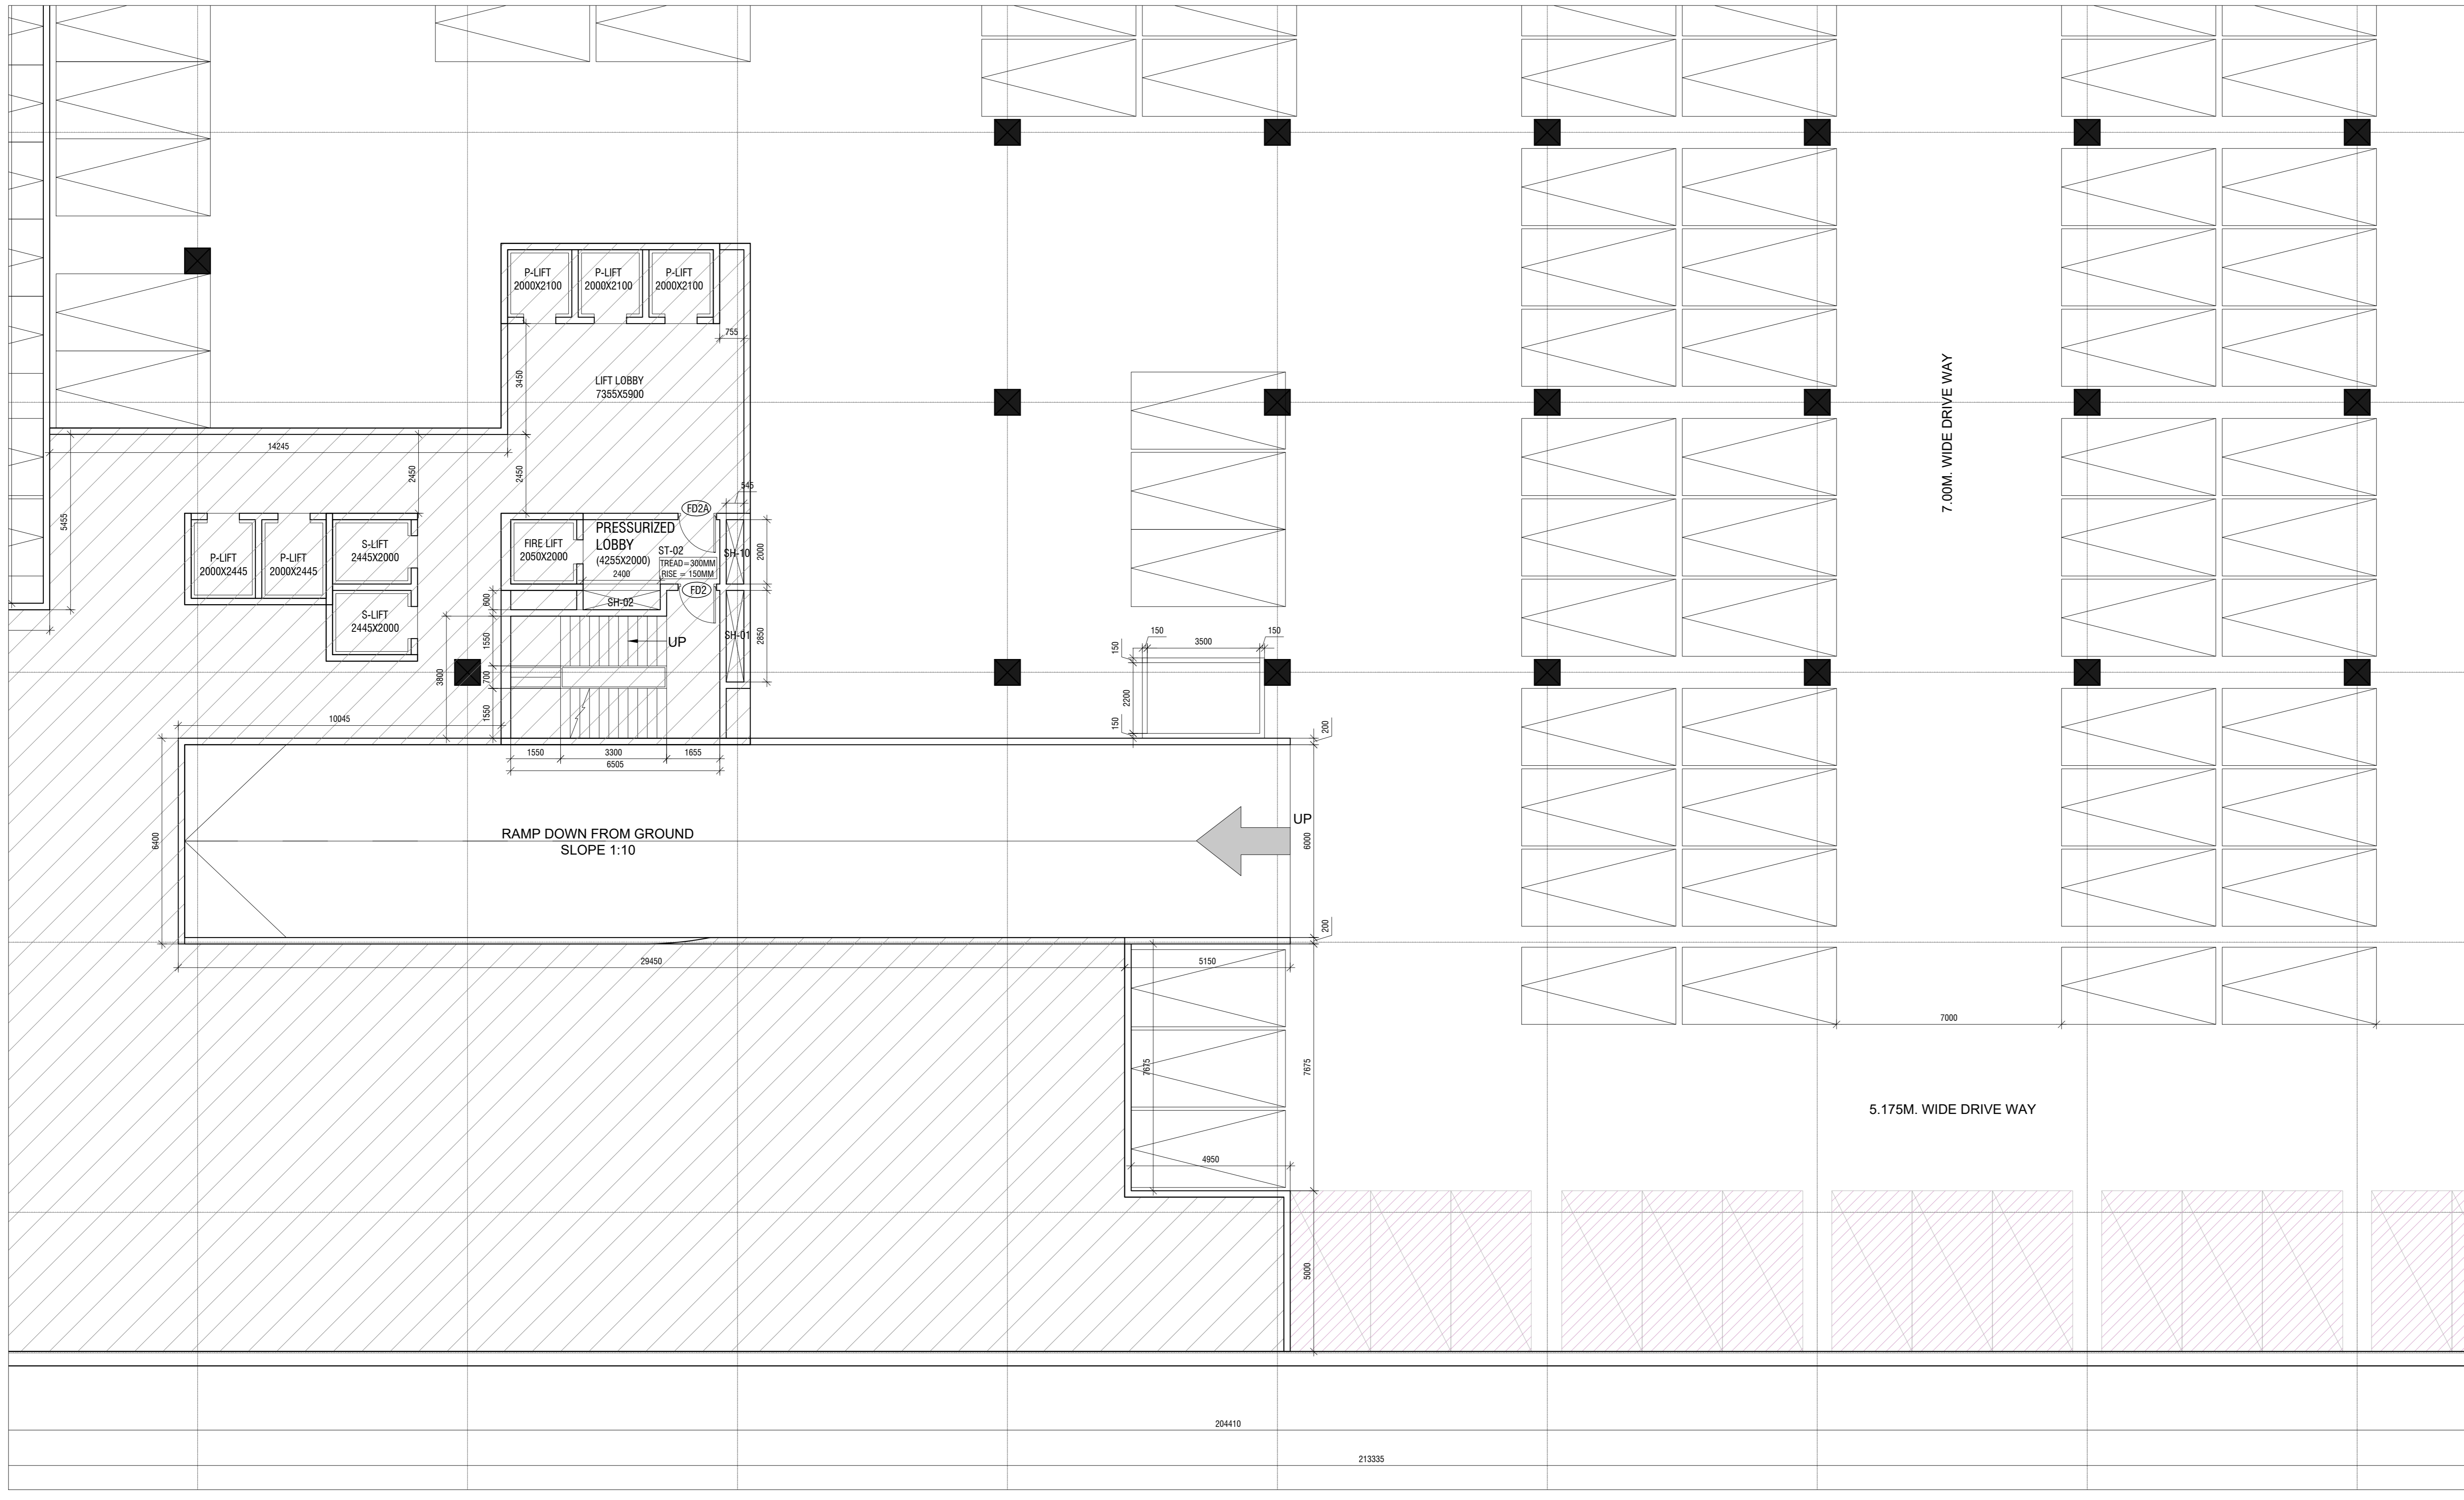 P-LIFT
2000X2100
P-LIFT
2000X2100
P-LIFT
2000X2100
755
3450
LIFT LOBBY
7355X5900
7.00M. WIDE DRIVE WAY
14245
2450
2450
5455
545
FD2A
PRESSURIZED
LOBBY
(4255X2000)
FIRE LIFT
2050X2000
ST-02
TREAD=300MM
RISE = 150MM
SH-10
2000
2400
FD2
S-LIFT
2445X2000
P-LIFT
2000X2445
P-LIFT
2000X2445
S-LIFT
2445X2000
600
SH-02
SH-01
2850
1550
UP
3800
700
1550
150
3500
150
150
2200
150
200
10045
1550
3300
1655
6505
6400
RAMP DOWN FROM GROUND
SLOPE 1:10
UP
6000
200
29450
5150
7000
7675
7675
5.175M. WIDE DRIVE WAY
4950
5000
204410
213335